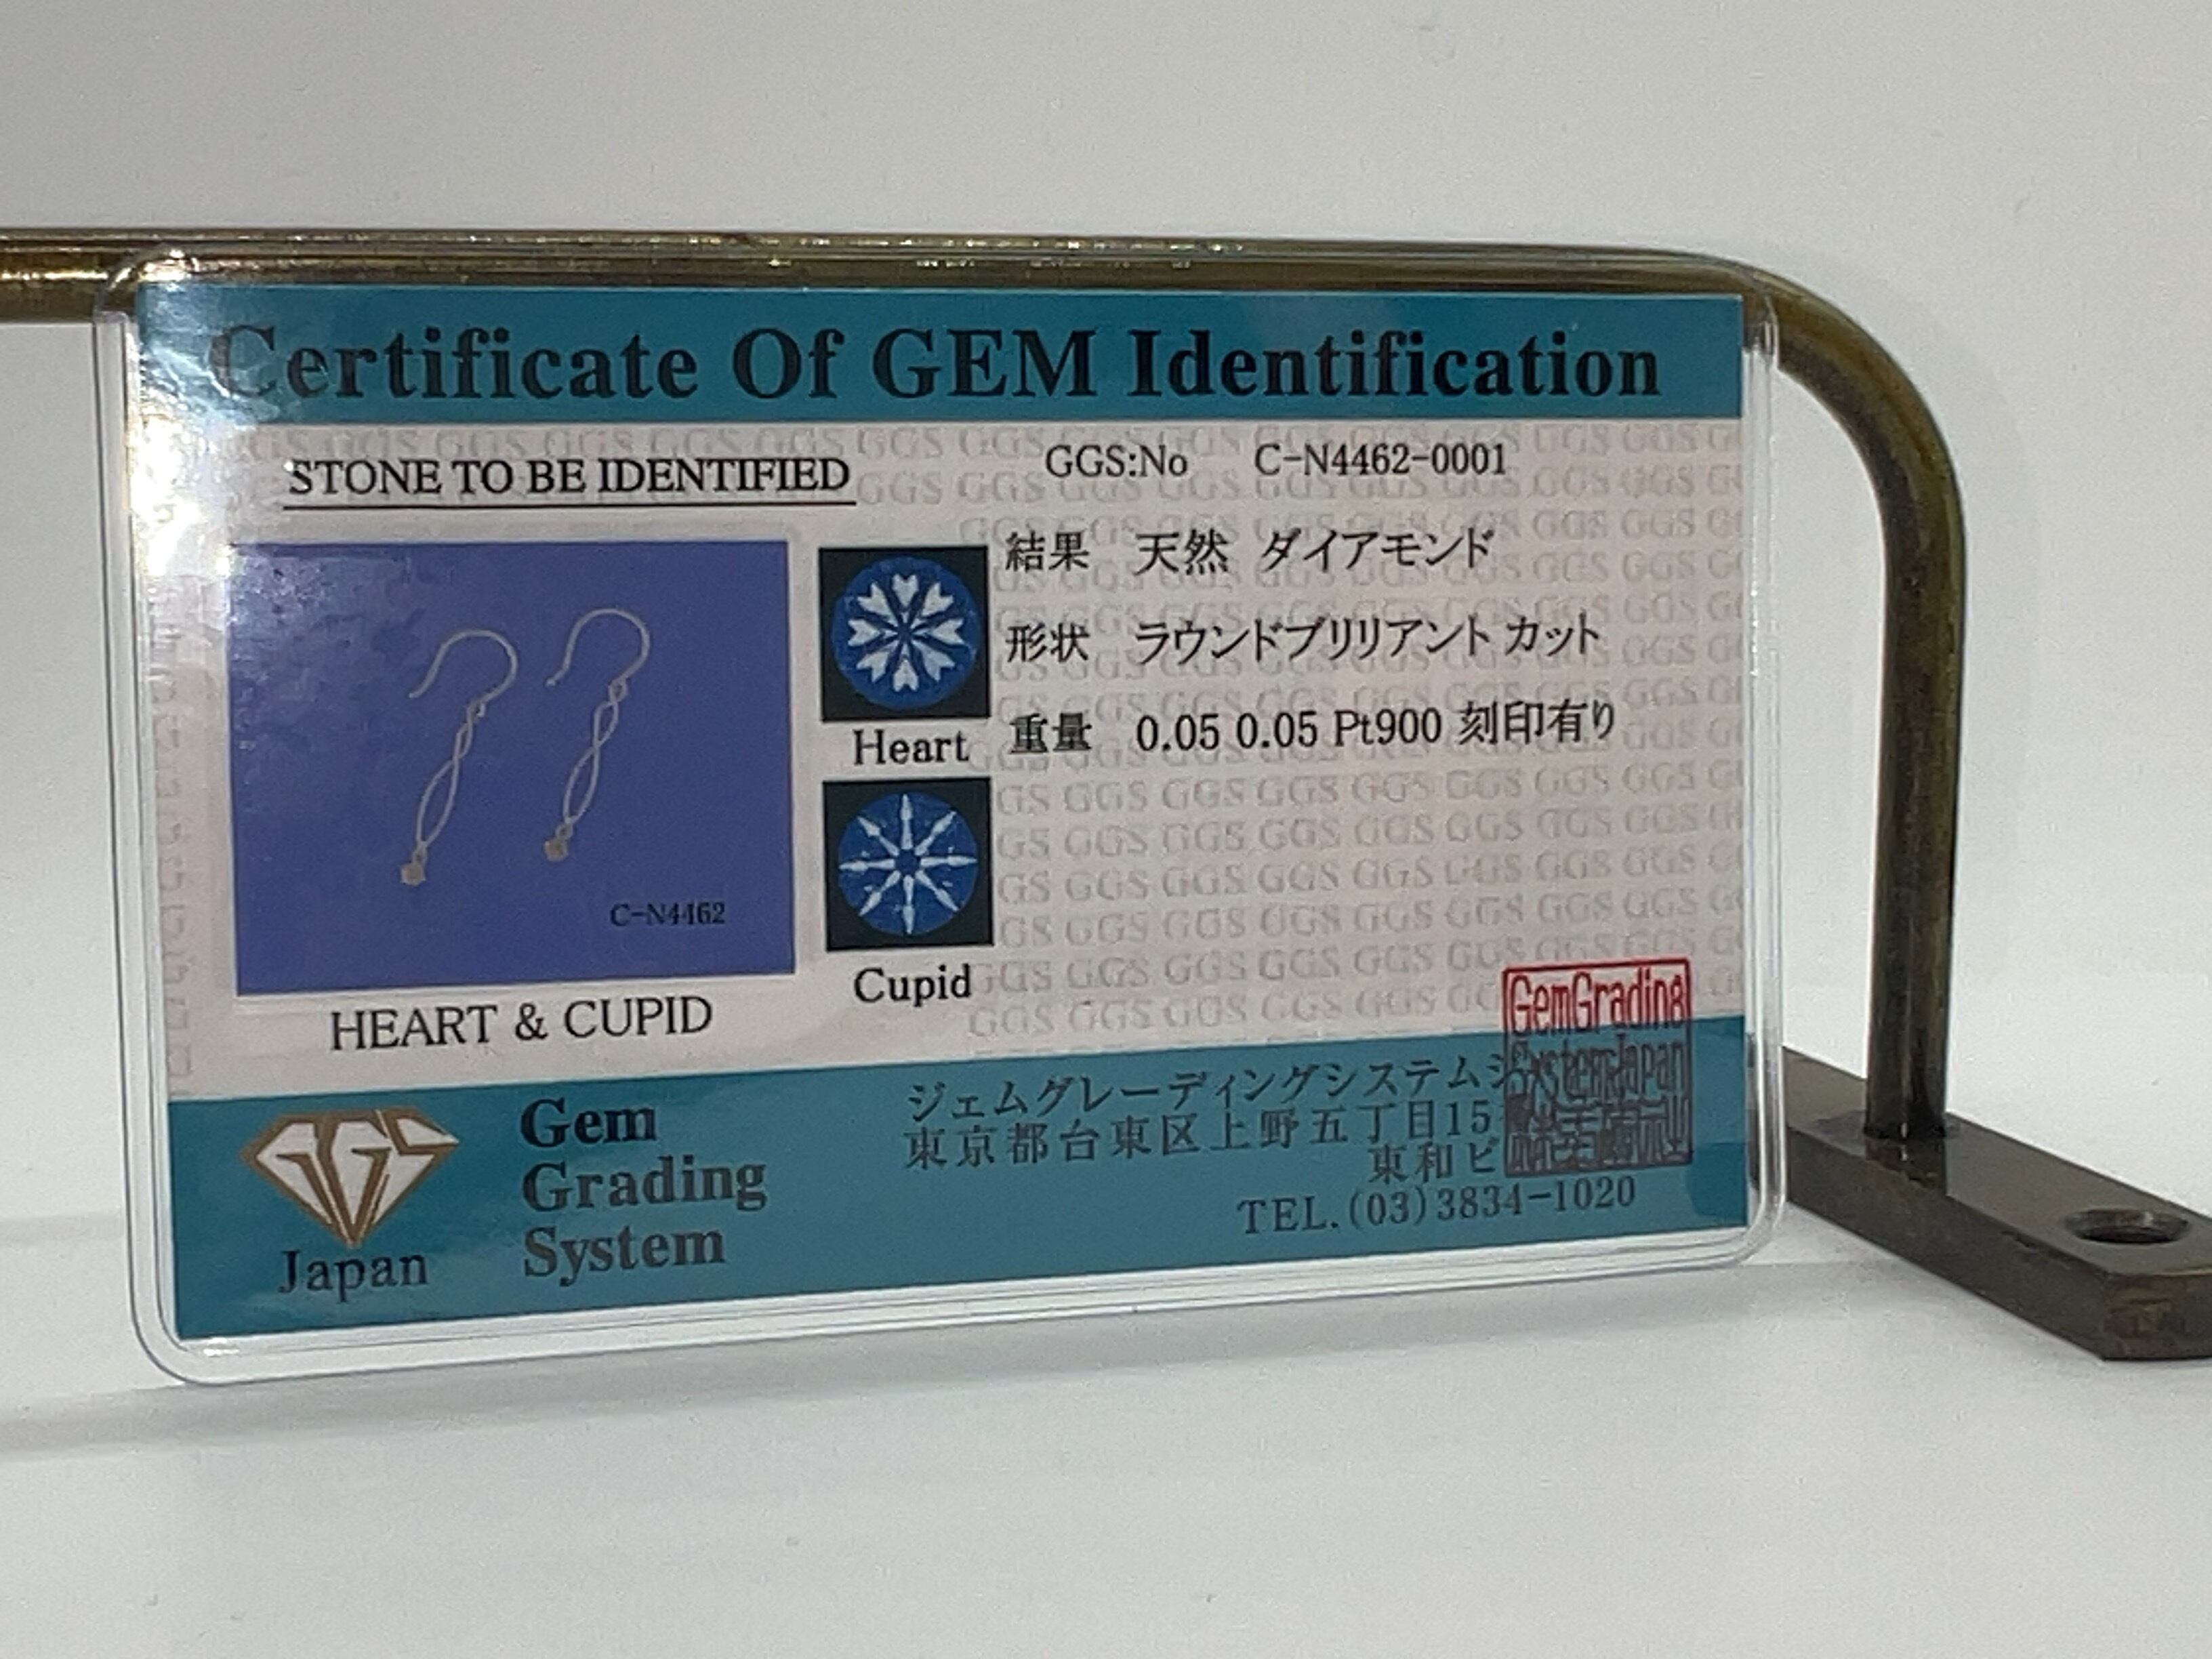 Certificate Of GEM Identification
STONE TO BE IDENTIFIED
GGS:No C-N4462-0001
結果 天然 ダイアモンド
形状 ラウンドブリリアント カット
重量 0.05 0.05 Pt900 刻印有り
Heart
Cupid
C-N4462
HEART & CUPID
GGS
Japan
Gem
Grading
System
ジェムグレーディングシステム
東京都台東区上野五丁目15
東和ビ
TEL.(03)3834-1020
GemGrading
SystemJapan